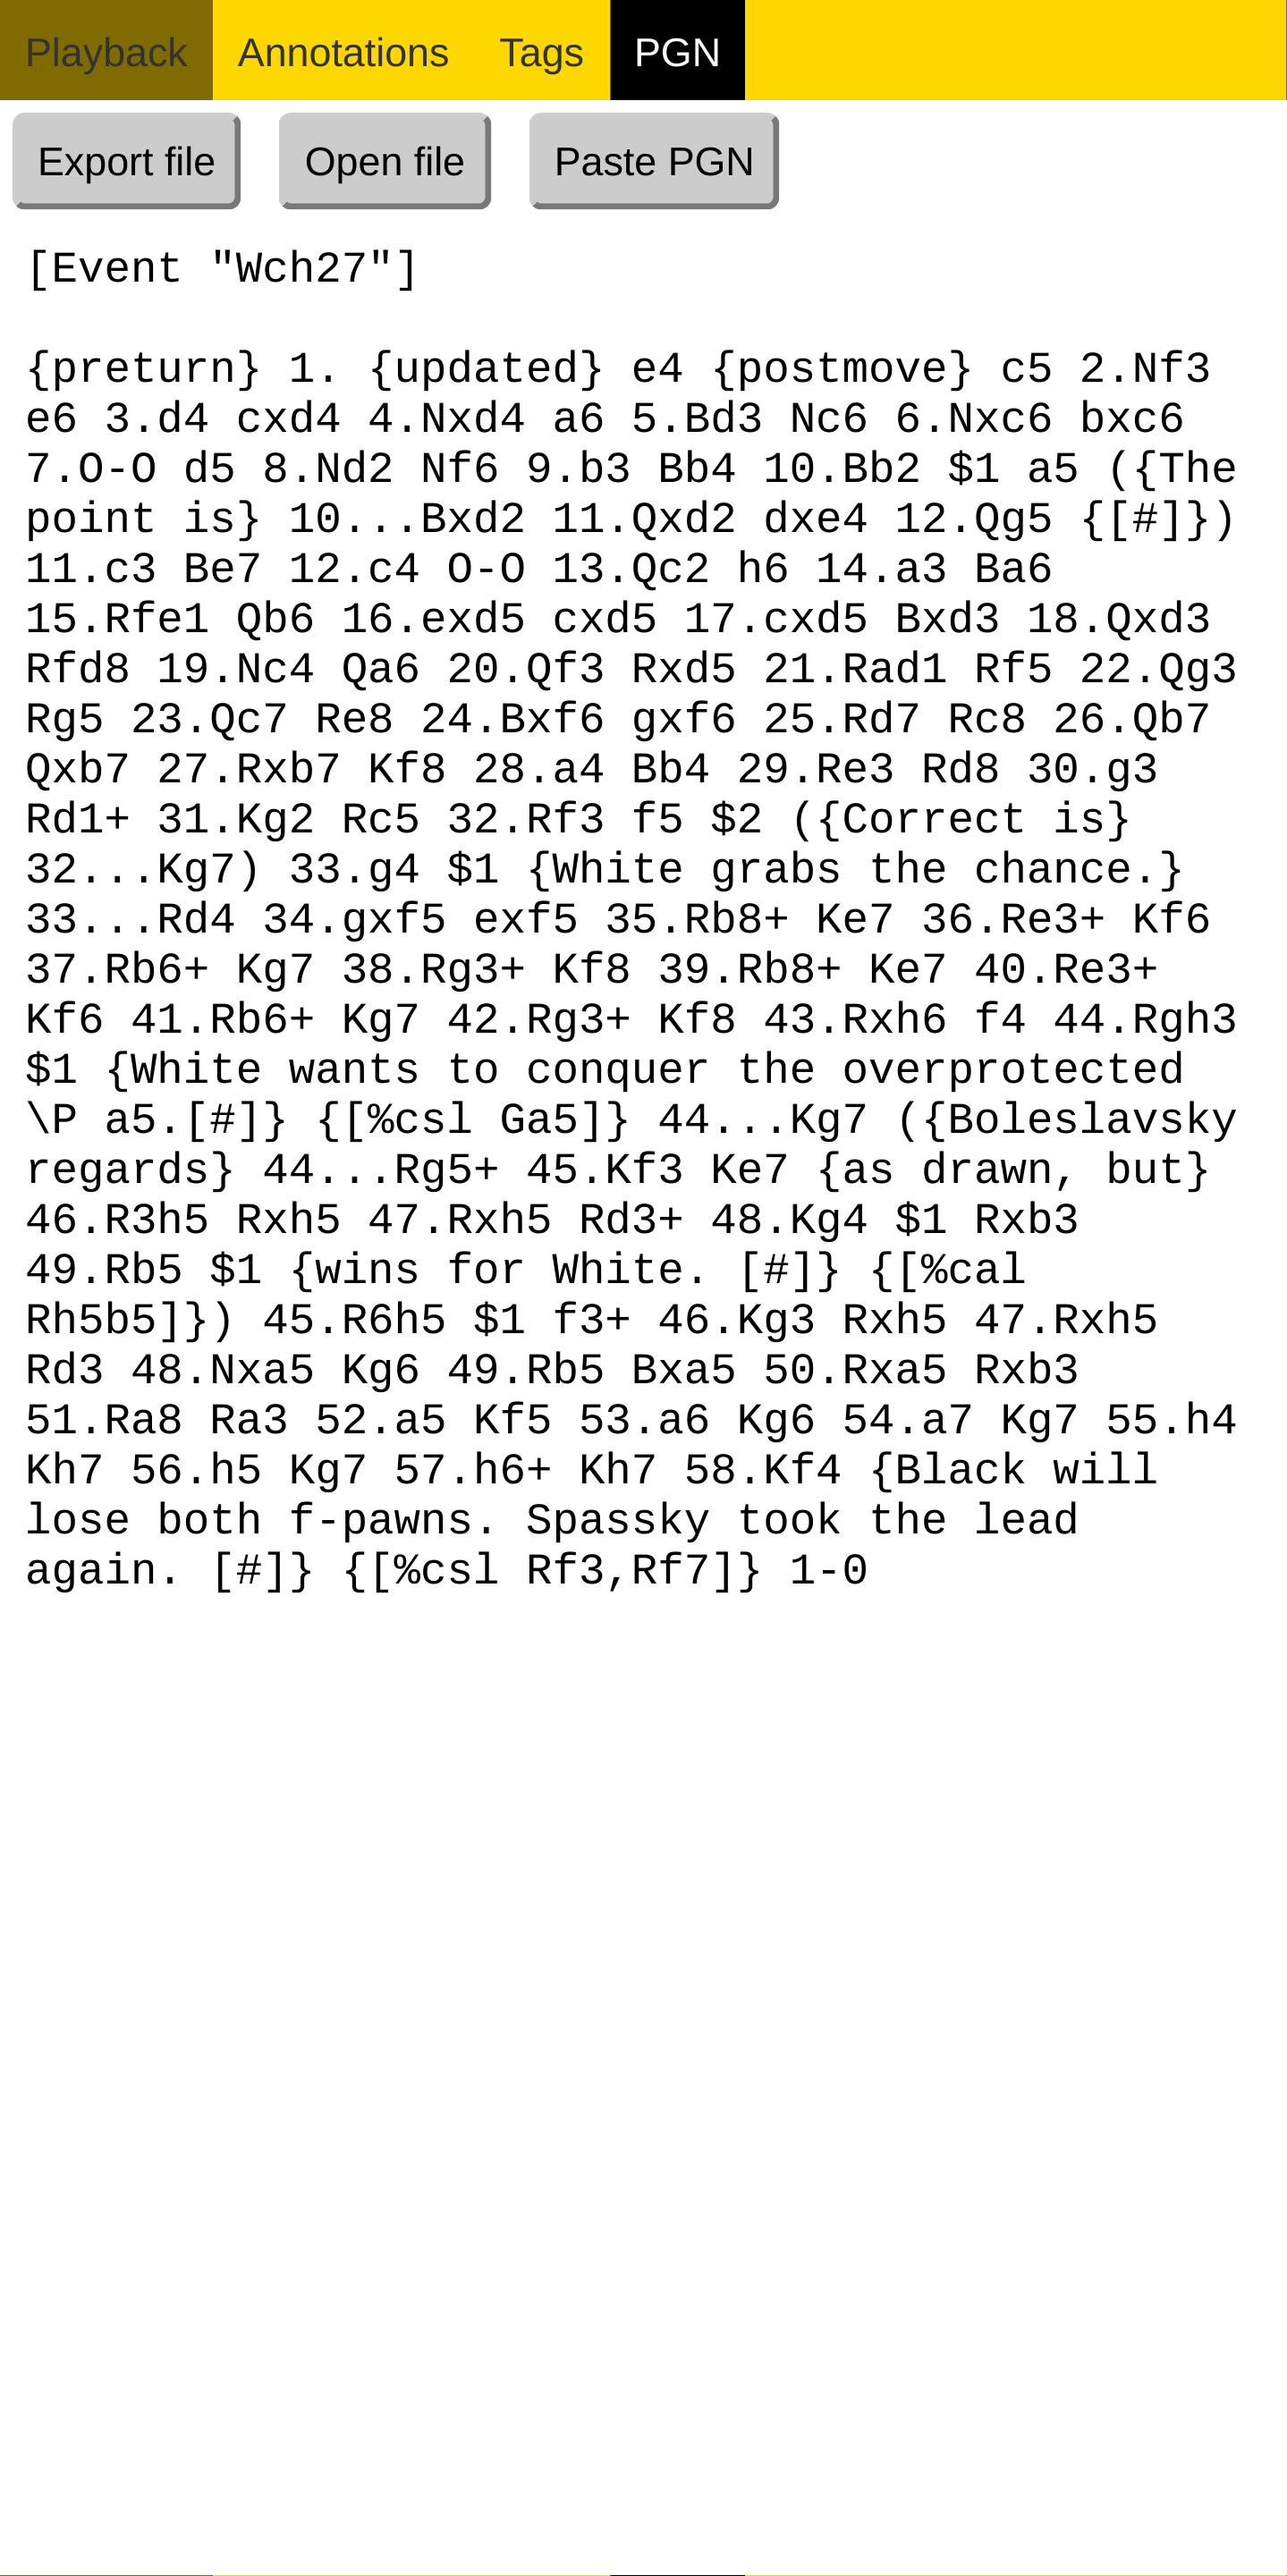 Playback Annotations Tags PGN
Export file Open file Paste PGN
[Event "Wch27"]
{preturn} 1. {updated} e4 {postmove} c5 2.Nf3
e6 3.d4 cxd4 4.Nxd4 a6 5.Bd3 Nc6 6.Nxc6 bxc6
7.O-O d5 8.Nd2 Nf6 9.b3 Bb4 10.Bb2 $1 a5 ({The
point is} 10...Bxd2 11.Qxd2 dxe4 12.Qg5 {[#]})
11.c3 Be7 12.c4 O-O 13.Qc2 h6 14.a3 Ba6
15.Rfe1 Qb6 16.exd5 cxd5 17.cxd5 Bxd3 18.Qxd3
Rfd8 19.Nc4 Qa6 20.Qf3 Rxd5 21.Rad1 Rf5 22.Qg3
Rg5 23.Qc7 Re8 24.Bxf6 gxf6 25.Rd7 Rc8 26.Qb7
Qxb7 27.Rxb7 Kf8 28.a4 Bb4 29.Re3 Rd8 30.g3
Rd1+ 31.Kg2 Rc5 32.Rf3 f5 $2 ({Correct is}
32...Kg7) 33.g4 $1 {White grabs the chance.}
33...Rd4 34.gxf5 exf5 35.Rb8+ Ke7 36.Re3+ Kf6
37.Rb6+ Kg7 38.Rg3+ Kf8 39.Rb8+ Ke7 40.Re3+
Kf6 41.Rb6+ Kg7 42.Rg3+ Kf8 43.Rxh6 f4 44.Rgh3
$1 {White wants to conquer the overprotected
\P a5.[#]} {[%csl Ga5]} 44...Kg7 ({Boleslavsky
regards} 44...Rg5+ 45.Kf3 Ke7 {as drawn, but}
46.R3h5 Rxh5 47.Rxh5 Rd3+ 48.Kg4 $1 Rxb3
49.Rb5 $1 {wins for White. [#]} {[%cal
Rh5b5]}) 45.R6h5 $1 f3+ 46.Kg3 Rxh5 47.Rxh5
Rd3 48.Nxa5 Kg6 49.Rb5 Bxa5 50.Rxa5 Rxb3
51.Ra8 Ra3 52.a5 Kf5 53.a6 Kg6 54.a7 Kg7 55.h4
Kh7 56.h5 Kg7 57.h6+ Kh7 58.Kf4 {Black will
lose both f-pawns. Spassky took the lead
again. [#]} {[%csl Rf3,Rf7]} 1-0